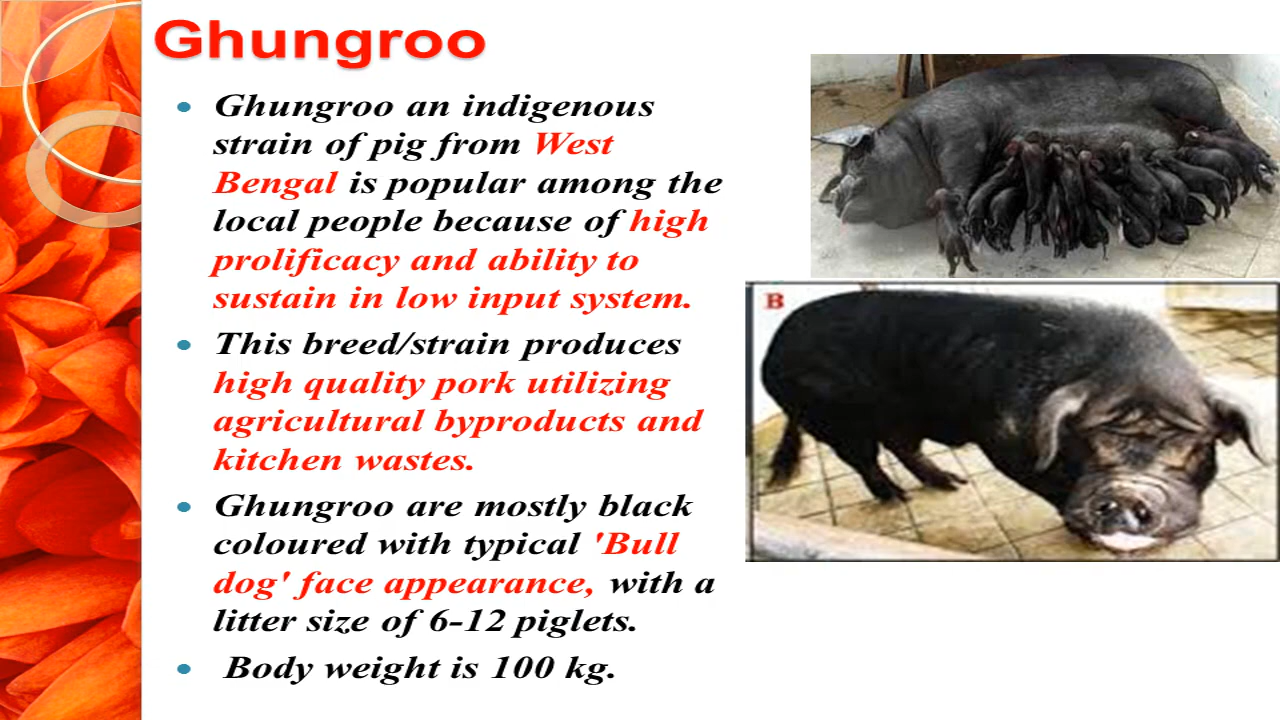 Ghungroo
• Ghungroo an indigenous
strain of pig from West
Bengal is popular among the
local people because of high
prolificacy and ability to
sustain in low input system.
• This breed/strain produces
high quality pork utilizing
agricultural byproducts and
kitchen wastes.
• Ghungroo are mostly black
coloured with typical 'Bull
dog' face appearance, with a
litter size of 6-12 piglets.
• Body weight is 100 kg.
B